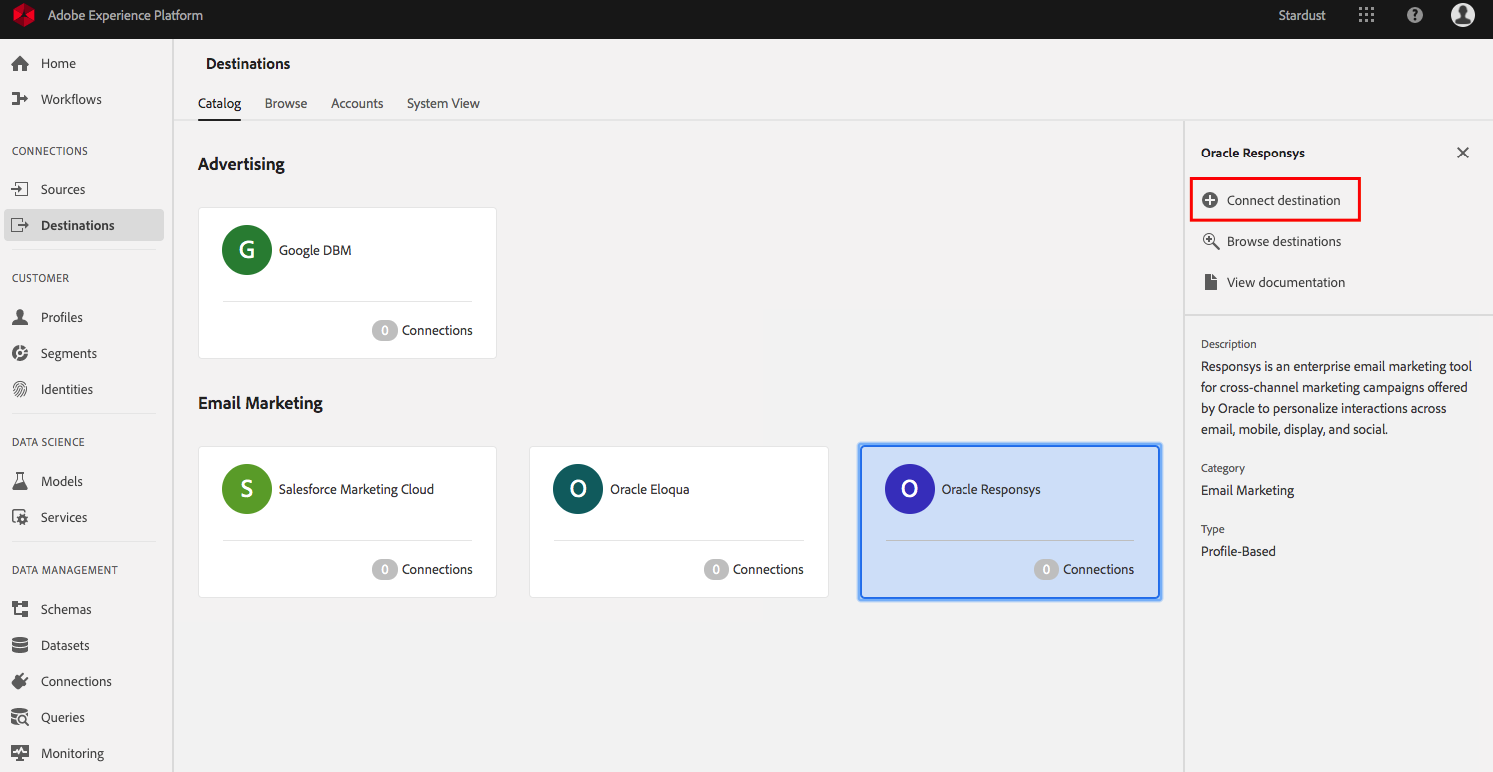 Adobe Experience Platform
Stardust
Home
Workflows
CONNECTIONS
Sources
Destinations
CUSTOMER
Profiles
Segments
Identities
DATA SCIENCE
Models
Services
DATA MANAGEMENT
Schemas
Datasets
Connections
Queries
Monitoring
Destinations
Catalog Browse Accounts System View
Advertising
G Google DBM
0 Connections
Email Marketing
S Salesforce Marketing Cloud
0 Connections
O Oracle Eloqua
0 Connections
O Oracle Responsys
0 Connections
Oracle Responsys
Connect destination
Browse destinations
View documentation
Description
Responsys is an enterprise email marketing tool
for cross-channel marketing campaigns offered
by Oracle to personalize interactions across
email, mobile, display, and social.
Category
Email Marketing
Type
Profile-Based